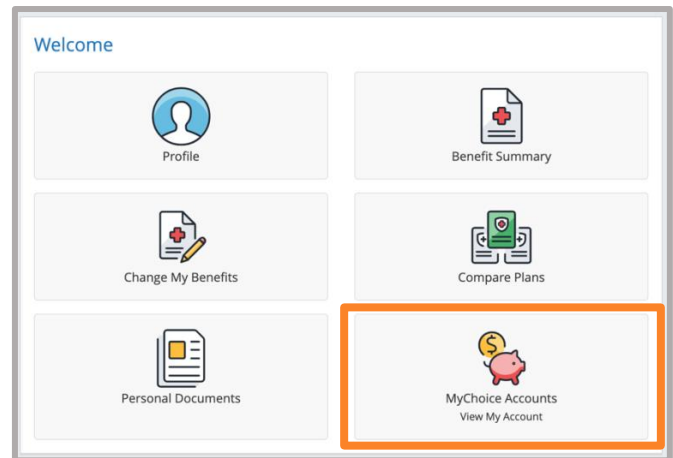 Welcome
Profile
Benefit Summary
Change My Benefits
Compare Plans
Personal Documents
$
MyChoice Accounts
View My Account